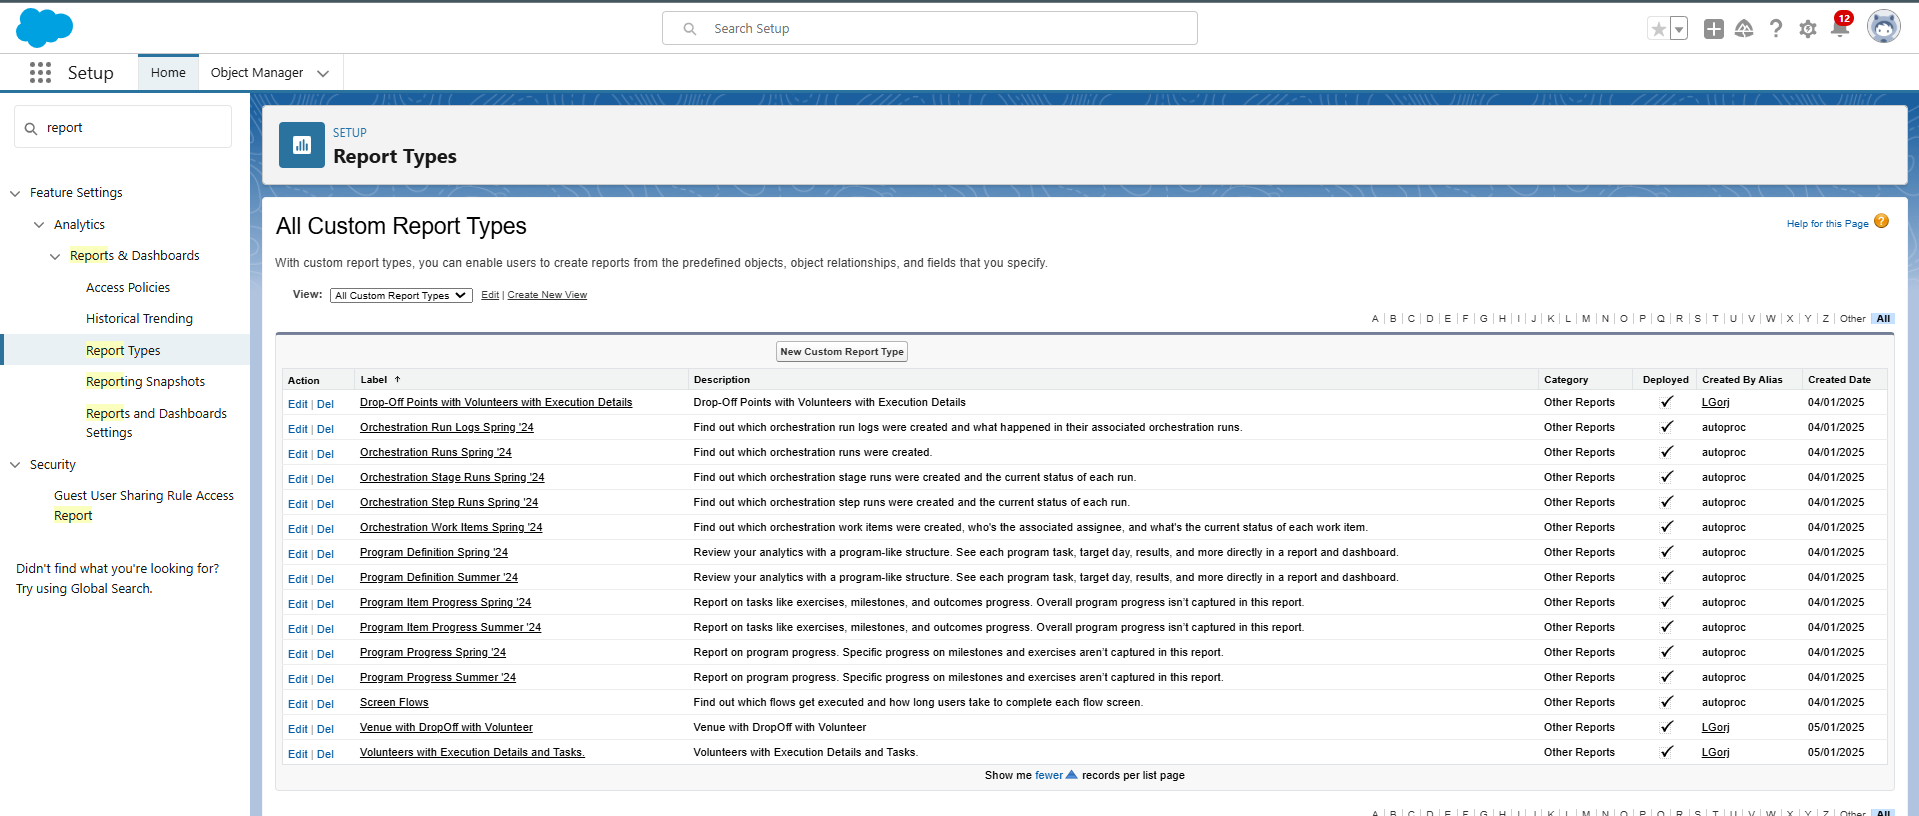 Search Setup
12
Setup
Home
Object Manager
report
Feature Settings
Analytics
Reports & Dashboards
Access Policies
Historical Trending
Report Types
Reporting Snapshots
Reports and Dashboards
Settings
Security
Guest User Sharing Rule Access
Report
Didn't find what you're looking for?
Try using Global Search.
SETUP
Report Types
All Custom Report Types
Help for this Page ?
With custom report types, you can enable users to create reports from the predefined objects, object relationships, and fields that you specify.
View: All Custom Report Types Edit | Create New View
A | B | C | D | E | F | G | H | I | J | K | L | M | N | O | P | Q | R | S | T | U | V | W | X | Y | Z | Other All
New Custom Report Type
Action Label ↑ Description Category Deployed Created By Alias Created Date
Edit | Del Drop-Off Points with Volunteers with Execution Details Drop-Off Points with Volunteers with Execution Details Other Reports ✓ LGorj 04/01/2025
Edit | Del Orchestration Run Logs Spring '24 Find out which orchestration run logs were created and what happened in their associated orchestration runs. Other Reports ✓ autoproc 04/01/2025
Edit | Del Orchestration Runs Spring '24 Find out which orchestration runs were created. Other Reports ✓ autoproc 04/01/2025
Edit | Del Orchestration Stage Runs Spring '24 Find out which orchestration stage runs were created and the current status of each run. Other Reports ✓ autoproc 04/01/2025
Edit | Del Orchestration Step Runs Spring '24 Find out which orchestration step runs were created and the current status of each run. Other Reports ✓ autoproc 04/01/2025
Edit | Del Orchestration Work Items Spring '24 Find out which orchestration work items were created, who's the associated assignee, and what's the current status of each work item. Other Reports ✓ autoproc 04/01/2025
Edit | Del Program Definition Spring '24 Review your analytics with a program-like structure. See each program task, target day, results, and more directly in a report and dashboard. Other Reports ✓ autoproc 04/01/2025
Edit | Del Program Definition Summer '24 Review your analytics with a program-like structure. See each program task, target day, results, and more directly in a report and dashboard. Other Reports ✓ autoproc 04/01/2025
Edit | Del Program Item Progress Spring '24 Report on tasks like exercises, milestones, and outcomes progress. Overall program progress isn't captured in this report. Other Reports ✓ autoproc 04/01/2025
Edit | Del Program Item Progress Summer '24 Report on tasks like exercises, milestones, and outcomes progress. Overall program progress isn't captured in this report. Other Reports ✓ autoproc 04/01/2025
Edit | Del Program Progress Spring '24 Report on program progress. Specific progress on milestones and exercises aren't captured in this report. Other Reports ✓ autoproc 04/01/2025
Edit | Del Program Progress Summer '24 Report on program progress. Specific progress on milestones and exercises aren't captured in this report. Other Reports ✓ autoproc 04/01/2025
Edit | Del Screen Flows Find out which flows get executed and how long users take to complete each flow screen. Other Reports ✓ autoproc 04/01/2025
Edit | Del Venue with DropOff with Volunteer Venue with DropOff with Volunteer Other Reports ✓ LGorj 05/01/2025
Edit | Del Volunteers with Execution Details and Tasks. Volunteers with Execution Details and Tasks. Other Reports ✓ LGorj 05/01/2025
Show me fewer records per list page
A | B | C | D | E | F | G | H | I | J | K | L | M | N | O | P | Q | R | S | T | U | V | W | X | Y | Z | Other All